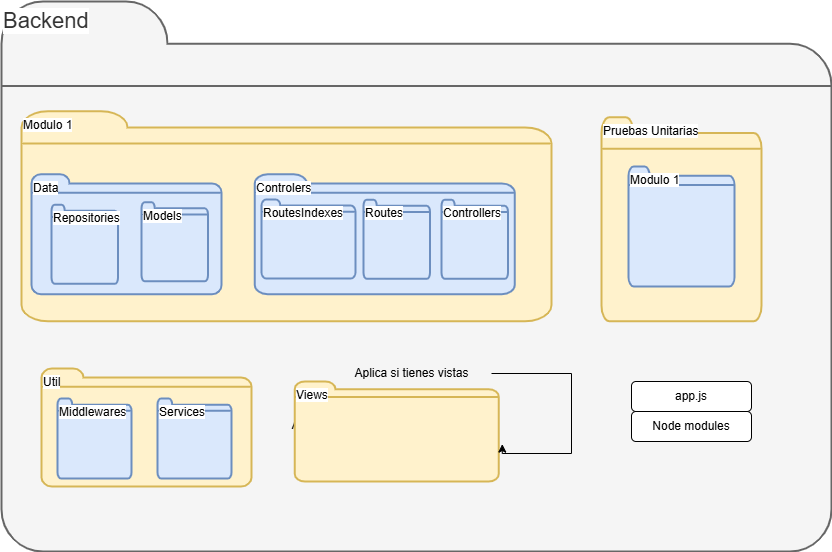 Backend
Modulo 1
Pruebas Unitarias
Data
Controlers
Modulo 1
Repositories
Models
RoutesIndexes
Routes
Controllers
Aplica si tienes vistas
Util
Views
app.js
Middlewares
Services
Node modules